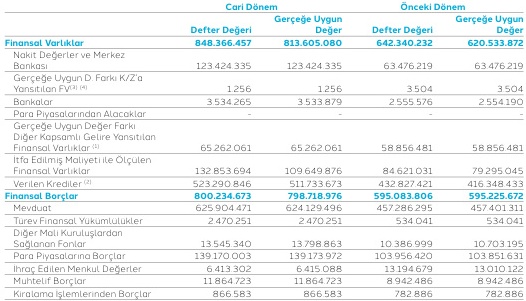 Cari Dönem Önceki Dönem
Gerçeğe Uygun Gerçeğe Uygun
Defter Değeri Değer Defter Değeri Değer
Finansal Varlıklar 848.366.457 813.605.080 642.340.232 620.533.872
Nakit Değerler ve Merkez
Bankası 123.424.335 123.424.335 63.476.219 63.476.219
Gerçeğe Uygun D. Farkı K/Z'a
Yansıtılan FV(3) (4) 1.256 1.256 3.504 3.504
Bankalar 3.534.265 3.533.879 2.555.576 2.554.190
Para Piyasalarından Alacaklar - - - -
Gerçeğe Uygun Değer Farkı
Diğer Kapsamlı Gelire Yansıtılan
Finansal Varlıklar (1) 65.262.061 65.262.061 58.856.481 58.856.481
İtfa Edilmiş Maliyeti ile Ölçülen
Finansal Varlıklar 132.853.694 109.649.876 84.621.031 79.295.045
Verilen Krediler (2) 523.290.846 511.733.673 432.827.421 416.348.433
Finansal Borçlar 800.234.673 798.718.976 595.083.806 595.225.672
Mevduat 625.904.471 624.129.496 457.286.295 457.401.311
Türev Finansal Yükümlülükler 2.470.251 2.470.251 534.041 534.041
Diğer Mali Kuruluşlardan
Sağlanan Fonlar 13.545.340 13.798.863 10.386.999 10.703.195
Para Piyasalarına Borçlar 139.170.003 139.173.972 103.956.420 103.851.631
İhraç Edilen Menkul Değerler 6.413.302 6.415.088 13.194.679 13.010.122
Muhtelif Borçlar 11.864.723 11.864.723 8.942.486 8.942.486
Kiralama İşlemlerinden Borçlar 866.583 866.583 782.886 782.886